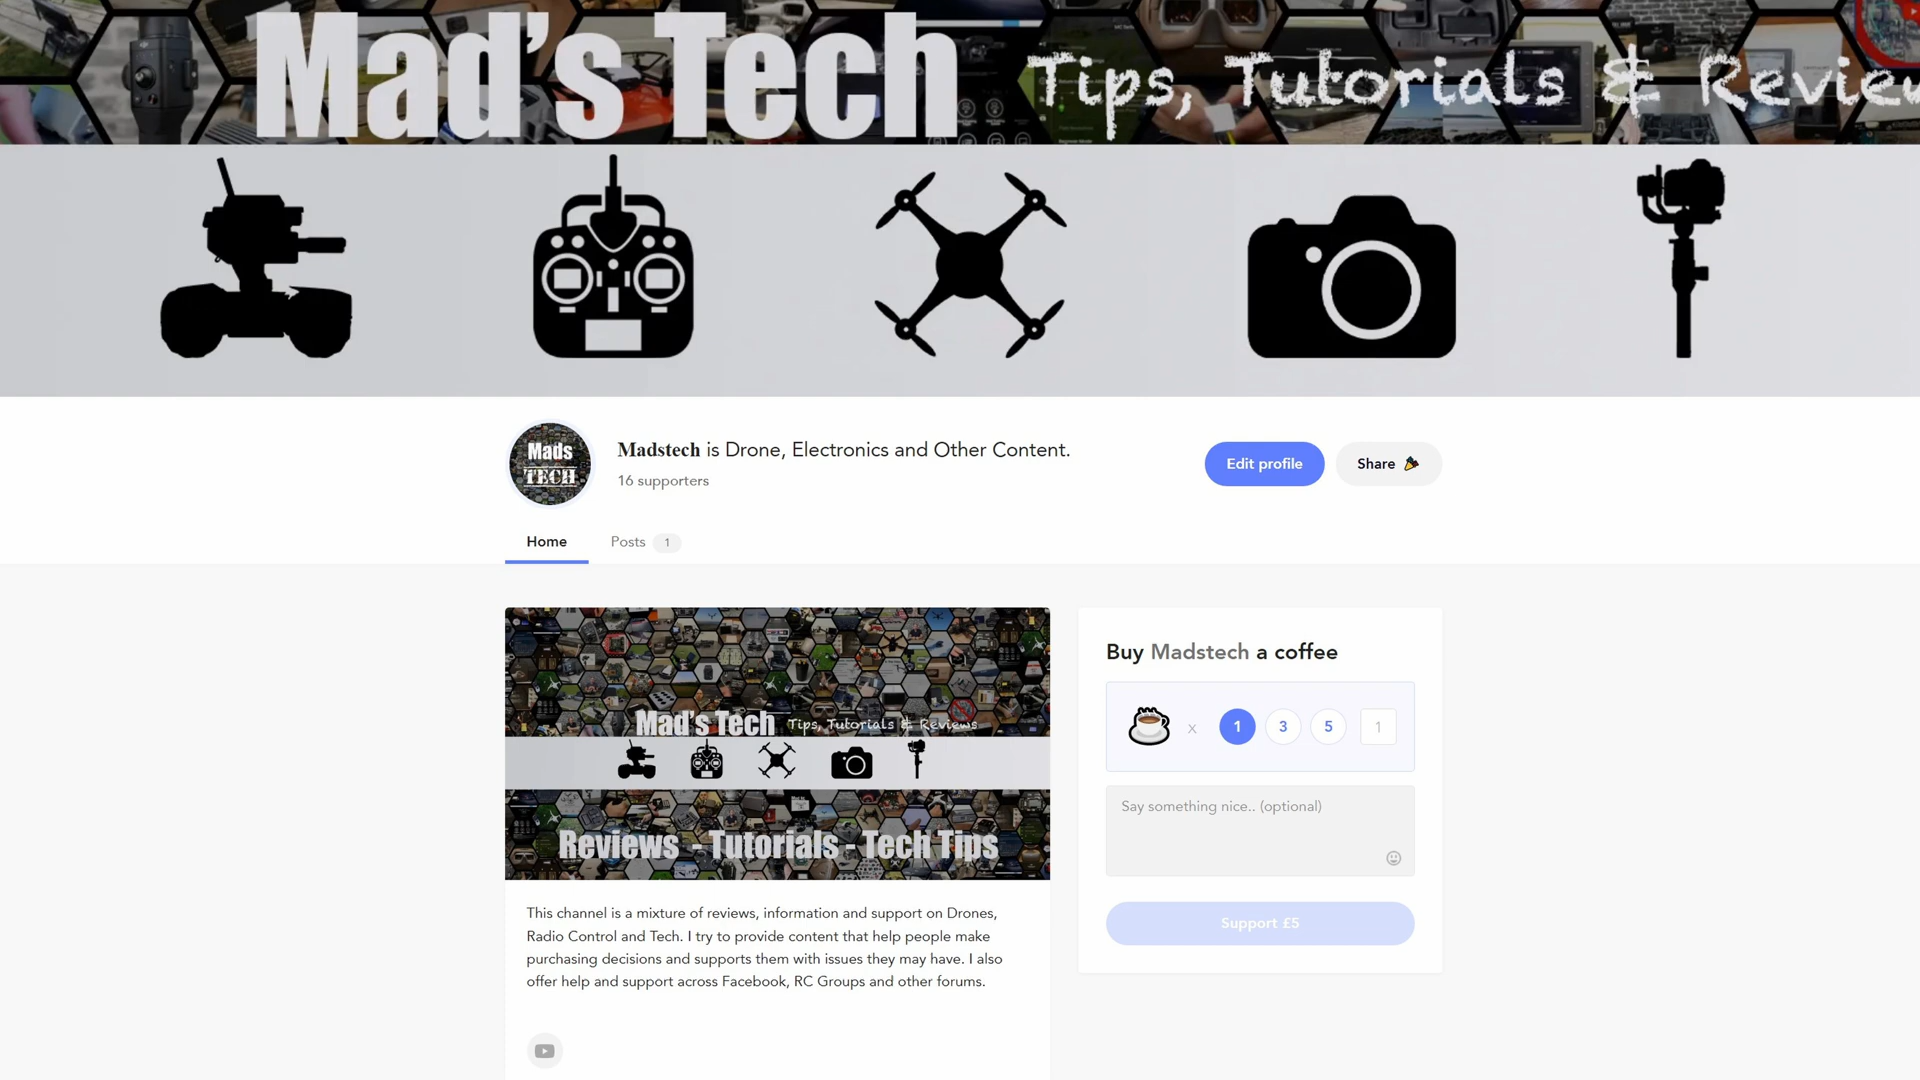 Mad's Tech
Tips, Tutorials & Review
Mads
TECH
Madstech is Drone, Electronics and Other Content.
16 supporters
Edit profile
Share
Home
Posts 1
Mad's Tech Tips, Tutorials & Reviews
Reviews - Tutorials - Tech Tips
This channel is a mixture of reviews, information and support on Drones,
Radio Control and Tech. I try to provide content that help people make
purchasing decisions and supports them with issues they may have. I also
offer help and support across Facebook, RC Groups and other forums.
Buy Madstech a coffee
x 1 3 5 1
Say something nice.. (optional)
Support £5